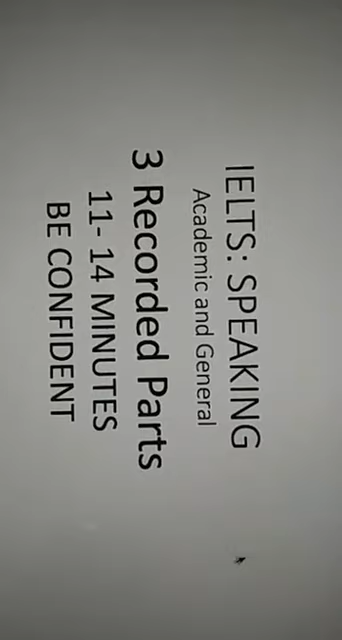 IELTS: SPEAKING
Academic and General
3 Recorded Parts
11- 14 MINUTES
BE CONFIDENT